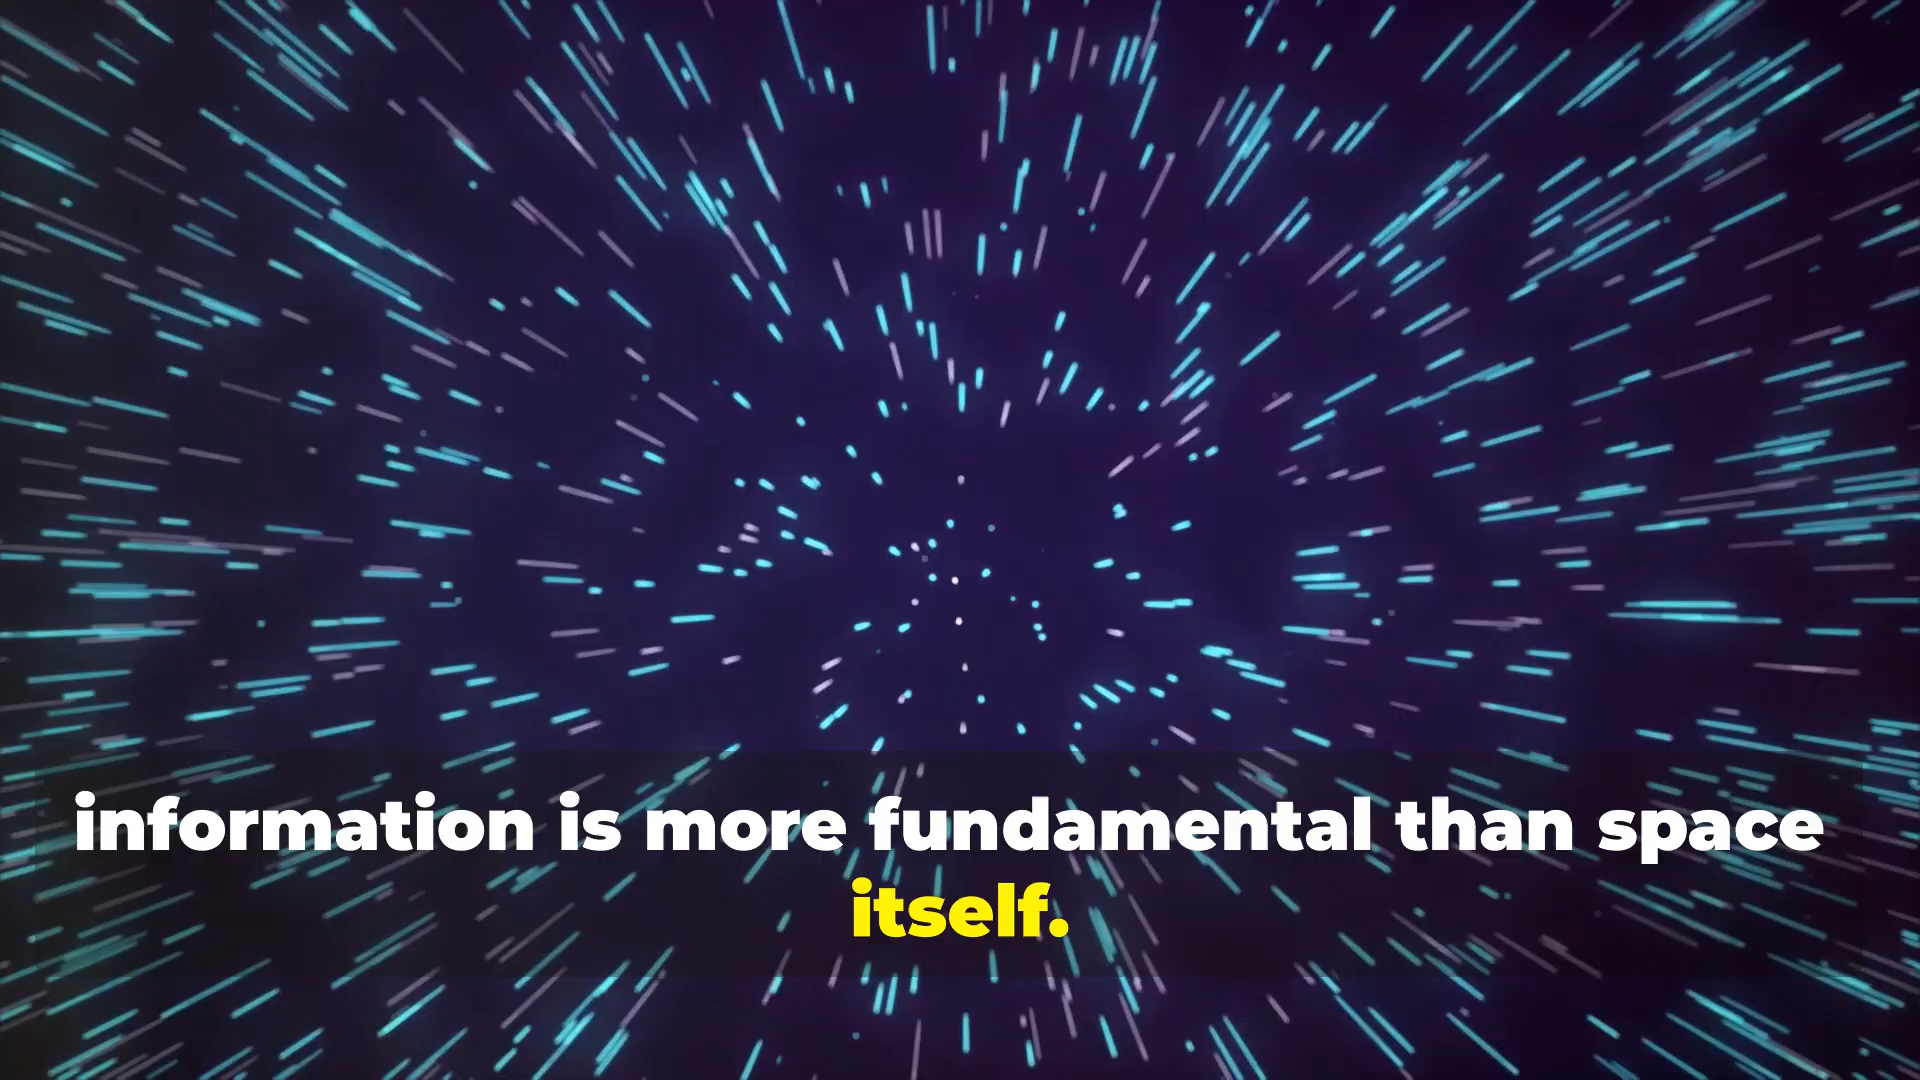 information is more fundamental than space
itself.